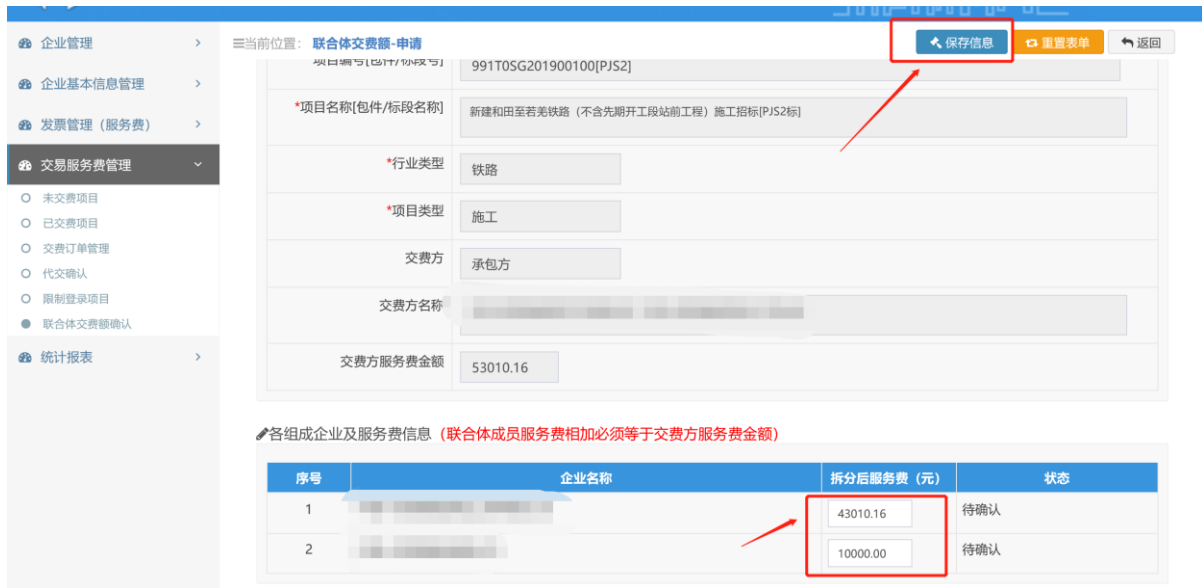 企业管理
企业基本信息管理
发票管理（服务费）
交易服务费管理
未交费项目
已交费项目
交费订单管理
代交确认
限制登录项目
联合体交费额确认
统计报表
当前位置： 联合体交费额-申请
保存信息 重置表单 返回
项目编号[包件/标段号] 991T0SG201900100[PJS2]
*项目名称[包件/标段名称] 新建和田至若羌铁路（不含先期开工段站前工程）施工招标[PJS2标]
*行业类型 铁路
*项目类型 施工
交费方 承包方
交费方名称
交费方服务费金额 53010.16
各组成企业及服务费信息（联合体成员服务费相加必须等于交费方服务费金额）
序号 企业名称 拆分后服务费（元） 状态
1 43010.16 待确认
2 10000.00 待确认